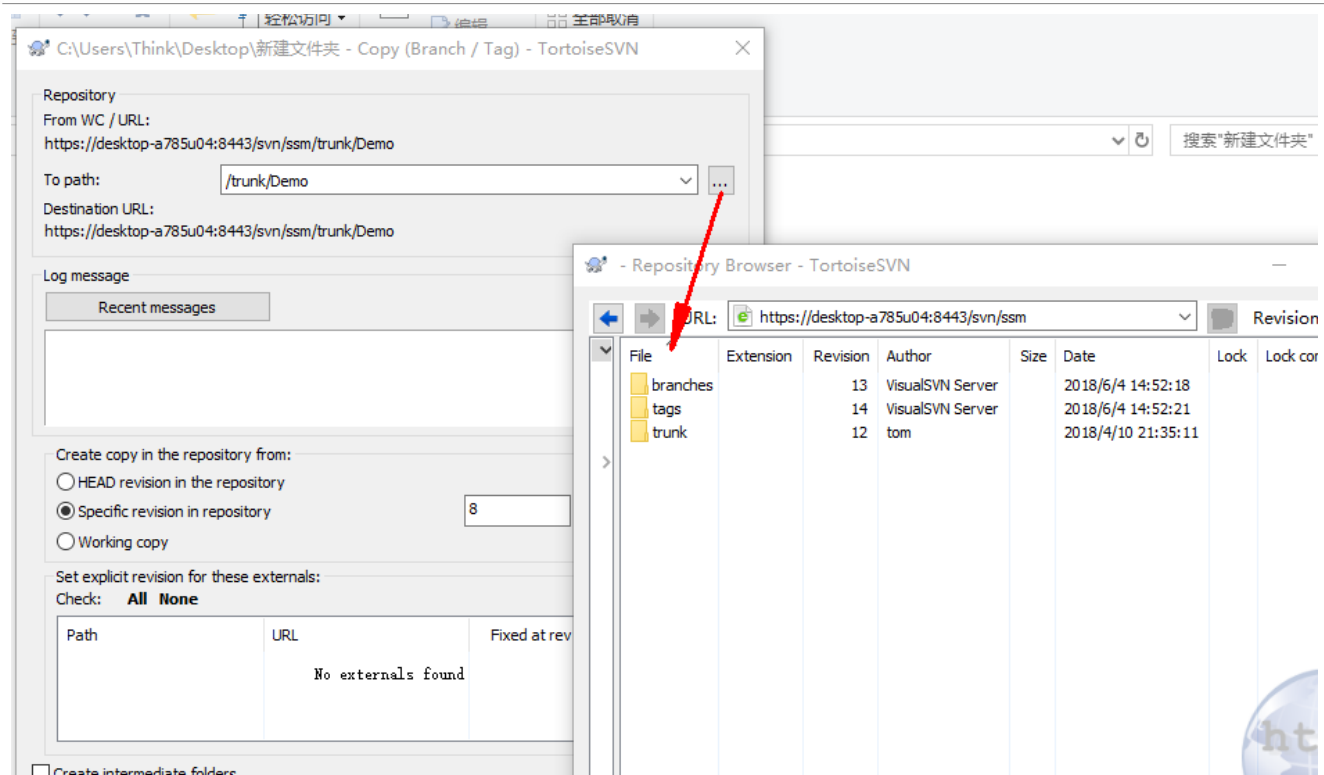 轻松访问
编辑
全部取消
C:\Users\Think\Desktop\新建文件夹 - Copy (Branch / Tag) - TortoiseSVN
Repository
From WC / URL:
https://desktop-a785u04:8443/svn/ssm/trunk/Demo
搜索"新建文件夹"
To path:
/trunk/Demo
...
Destination URL:
https://desktop-a785u04:8443/svn/ssm/trunk/Demo
Log message
Recent messages
Create copy in the repository from:
HEAD revision in the repository
Specific revision in repository
8
Working copy
Set explicit revision for these externals:
Check: All None
Path URL Fixed at rev
No externals found
Create intermediate folders
- Repository Browser - TortoiseSVN
URL: https://desktop-a785u04:8443/svn/ssm Revision
File Extension Revision Author Size Date Lock Lock cor
branches 13 VisualSVN Server 2018/6/4 14:52:18
tags 14 VisualSVN Server 2018/6/4 14:52:21
trunk 12 tom 2018/4/10 21:35:11
ht